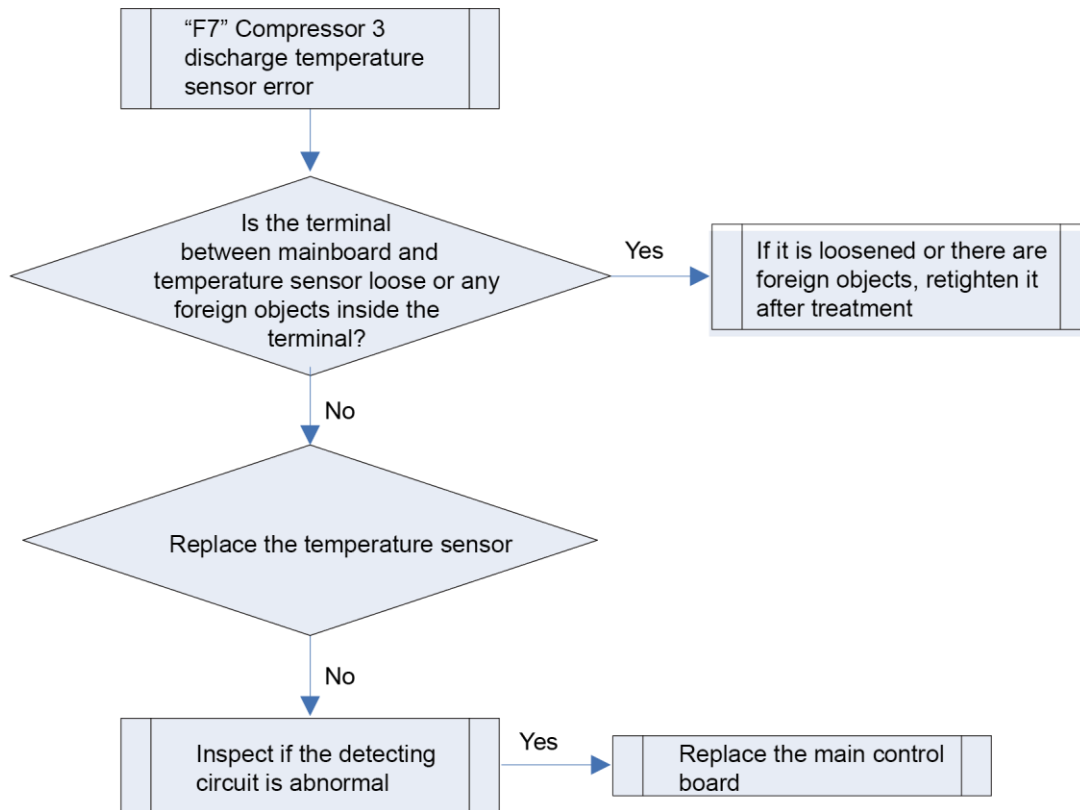 “F7” Compressor 3
discharge temperature
sensor error
Is the terminal
between mainboard and
temperature sensor loose or any
foreign objects inside the
terminal?
Yes
If it is loosened or there are
foreign objects, retighten it
after treatment
No
Replace the temperature sensor
No
Inspect if the detecting
circuit is abnormal
Yes
Replace the main control
board